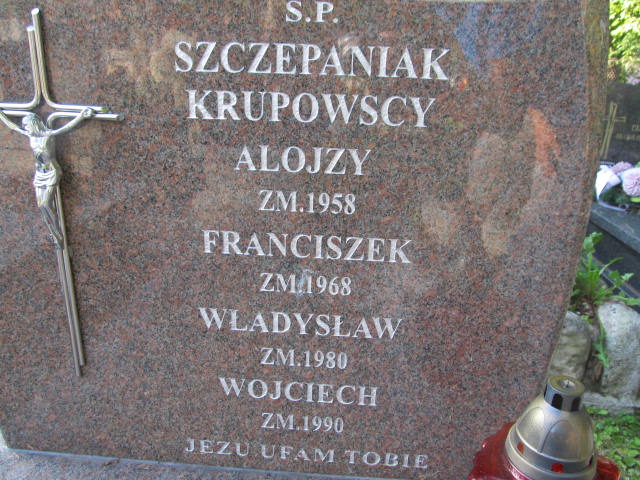 S.P.
SZCZEPANIAK
KRUPOWSCY
ALOJZY
ZM.1958
FRANCISZEK
ZM.1968
WŁADYSŁAW
ZM.1980
WOJCIECH
ZM.1990
JEZU UFAM TOBIE